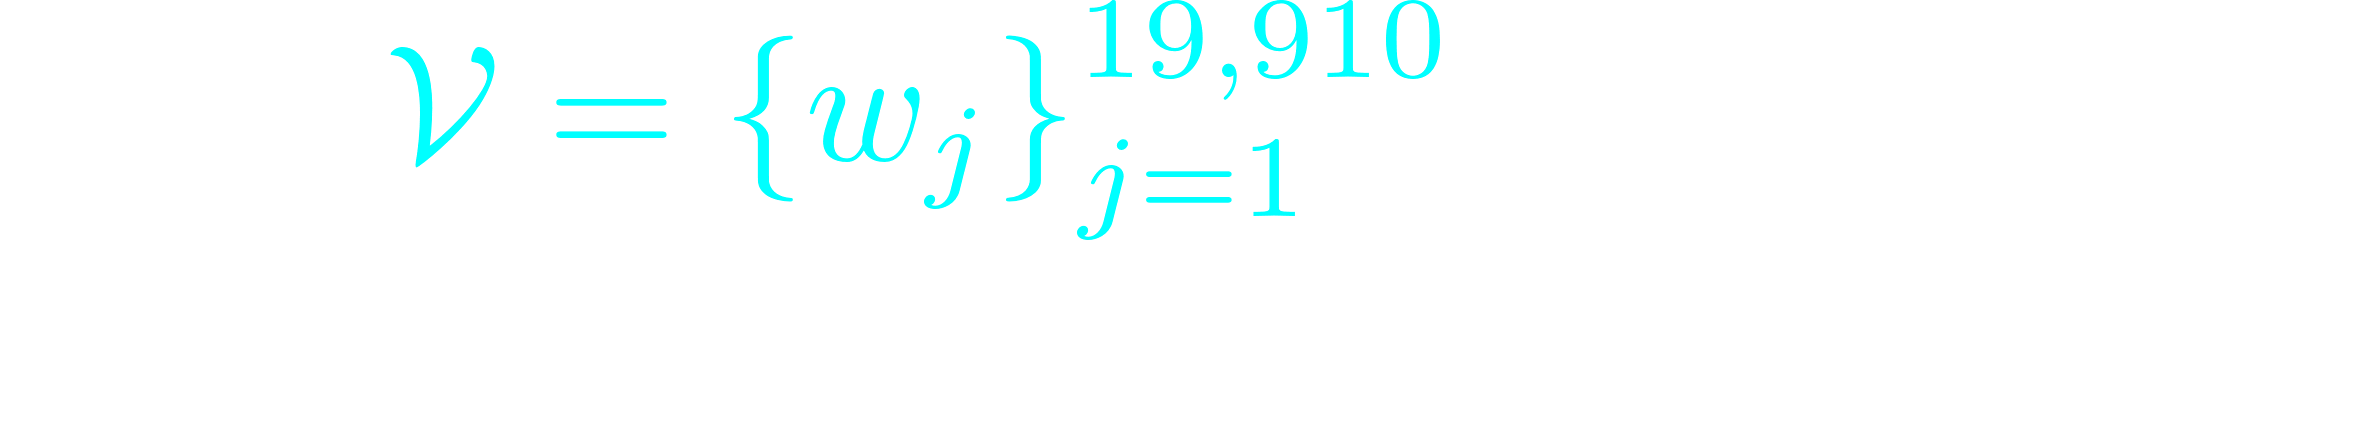 𝒱 = {w_j}_{j=1}^{19,910}